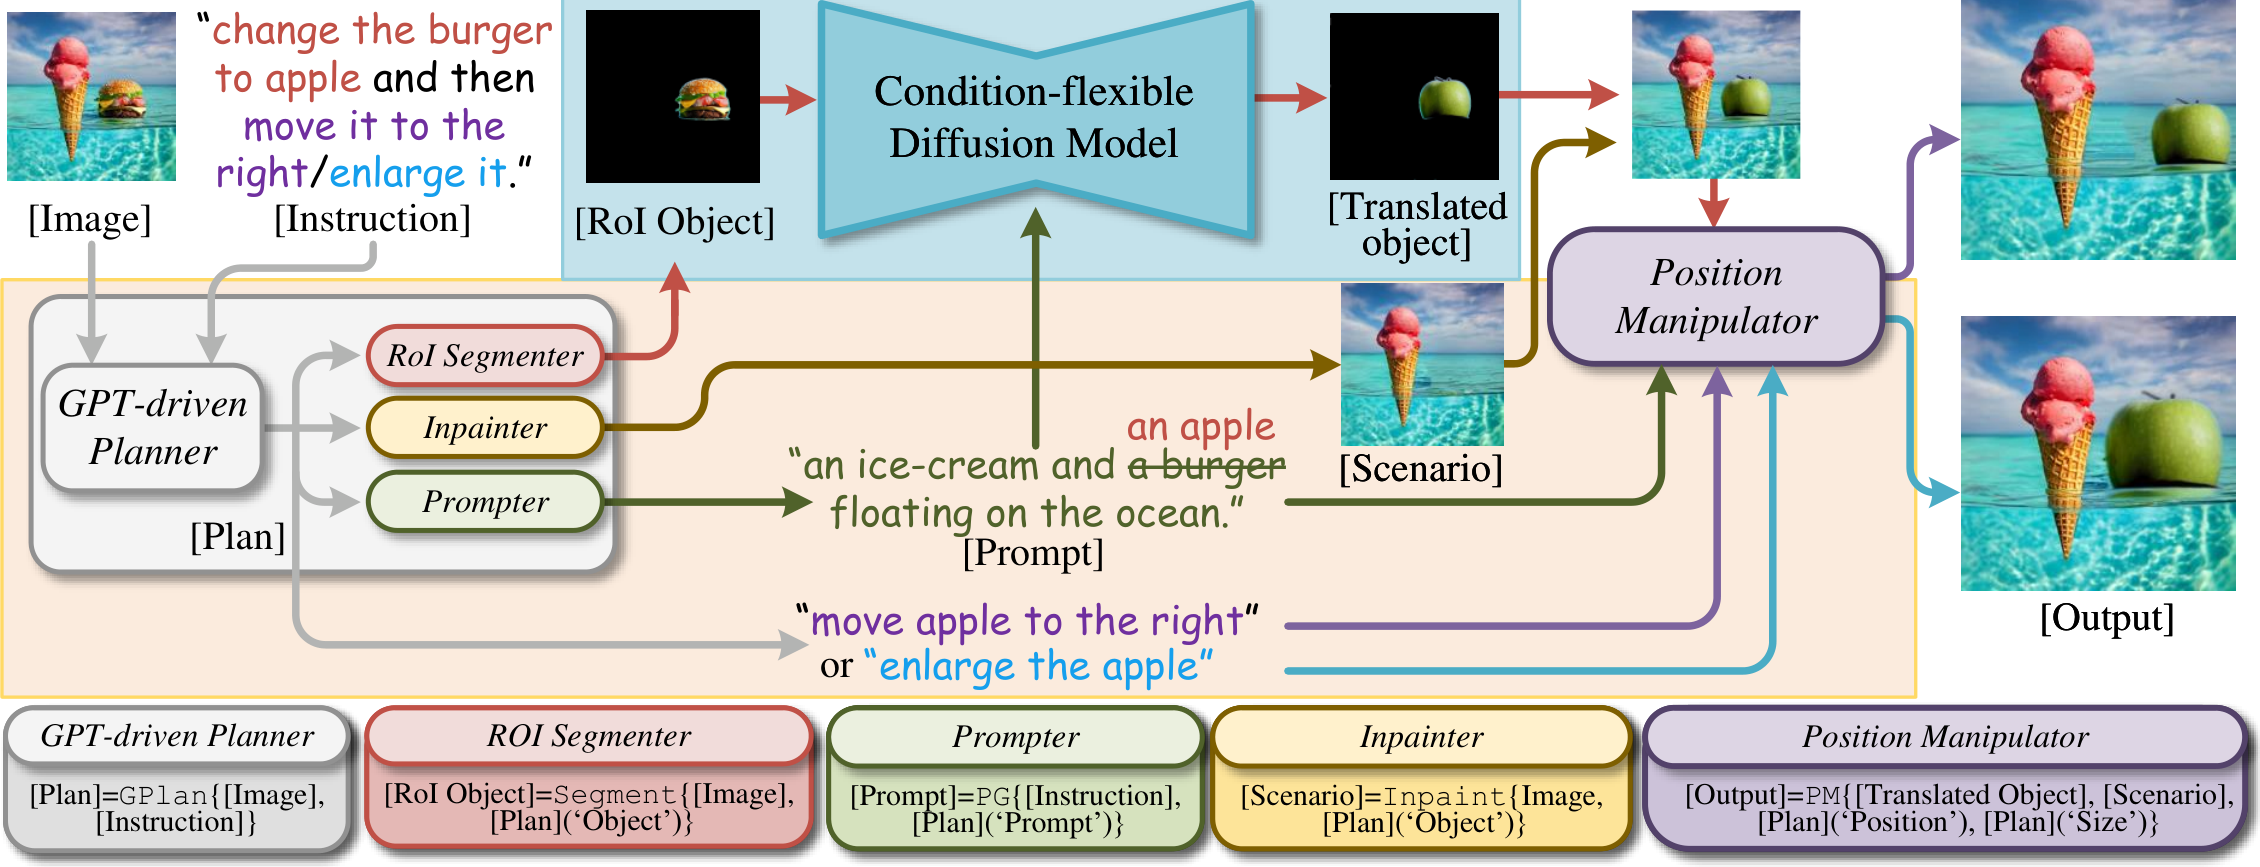 “change the burger
to apple and then
move it to the
right/enlarge it.”
[Image]
[Instruction]
[RoI Object]
Condition-flexible
Diffusion Model
[Translated
object]
Position
Manipulator
GPT-driven
Planner
RoI Segmenter
Inpainter
Prompter
[Plan]
an apple
“an ice-cream and a burger
floating on the ocean.”
[Prompt]
[Scenario]
“move apple to the right”
or “enlarge the apple”
[Output]
GPT-driven Planner
[Plan]=GPlan{[Image],
[Instruction]}
ROI Segmenter
[RoI Object]=Segment{[Image],
[Plan](‘Object’)}
Prompter
[Prompt]=PG{[Instruction],
[Plan](‘Prompt’)}
Inpainter
[Scenario]=Inpaint{Image,
[Plan](‘Object’)}
Position Manipulator
[Output]=PM{[Translated Object], [Scenario],
[Plan](‘Position’), [Plan](‘Size’)}